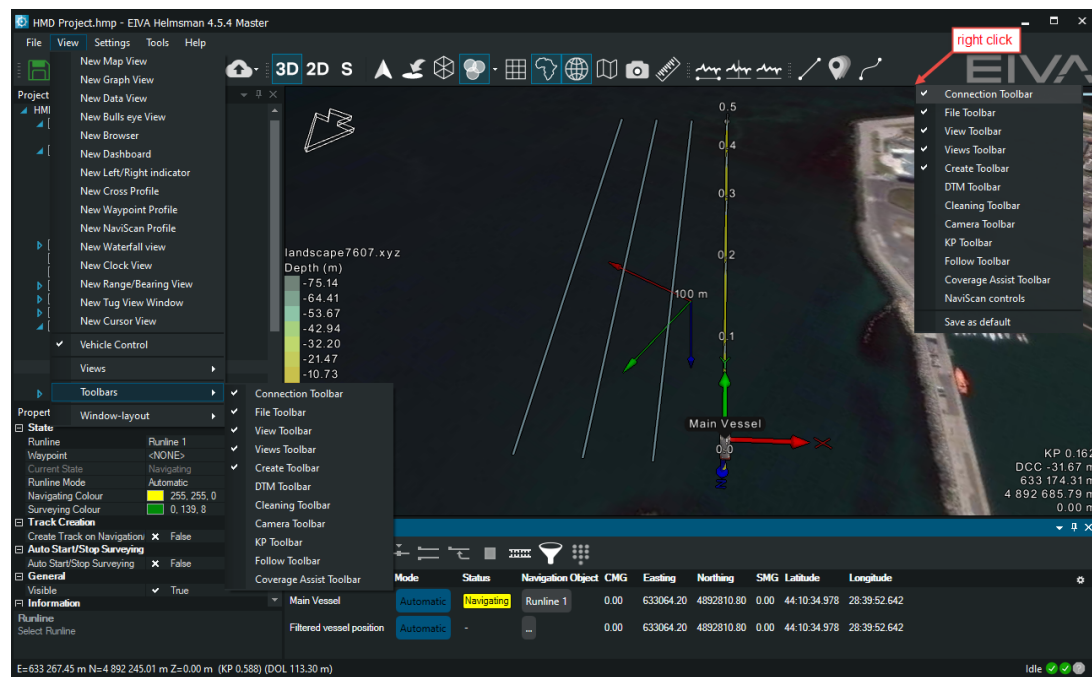 HMD Project.hmp - EIVA Helmsman 4.5.4 Master
File View Settings Tools Help
right click
3D 2D S
EIVA
New Map View
New Graph View
New Data View
New Bulls eye View
New Browser
New Dashboard
New Left/Right indicator
New Cross Profile
New Waypoint Profile
New NaviScan Profile
New Waterfall view
New Clock View
New Range/Bearing View
New Tug View Window
New Cursor View
Vehicle Control
Views
Toolbars
Window-layout
Connection Toolbar
File Toolbar
View Toolbar
Views Toolbar
Create Toolbar
DTM Toolbar
Cleaning Toolbar
Camera Toolbar
KP Toolbar
Follow Toolbar
Coverage Assist Toolbar
Connection Toolbar
File Toolbar
View Toolbar
Views Toolbar
Create Toolbar
DTM Toolbar
Cleaning Toolbar
Camera Toolbar
KP Toolbar
Follow Toolbar
Coverage Assist Toolbar
NaviScan controls
Save as default
Project
HMD
0.5
0.4
0.3
0.2
100 m
0.1
Main Vessel
0.0
landscape7607.xyz
Depth (m)
-75.14
-64.41
-53.67
-42.94
-32.20
-21.47
-10.73
KP 0.162
DCC -31.67 m
633 174.31 m
4 892 685.79 m
0.00 m
Propert
State
Runline Runline 1
Waypoint <NONE>
Current State Navigating
Runline Mode Automatic
Navigating Colour 255, 255, 0
Surveying Colour 0, 139, 8
Track Creation
Create Track on Navigation False
Auto Start/Stop Surveying
Auto Start/Stop Surveying False
General
Visible True
Information
Runline
Select Runline
Mode Status Navigation Object CMG Easting Northing SMG Latitude Longitude
Main Vessel Automatic Navigating Runline 1 0.00 633064.20 4892810.80 0.00 44:10:34.978 28:39:52.642
Filtered vessel position Automatic - ... 0.00 633064.20 4892810.80 0.00 44:10:34.978 28:39:52.642
E=633 267.45 m N=4 892 245.01 m Z=0.00 m (KP 0.588) (DOL 113.30 m)
Idle